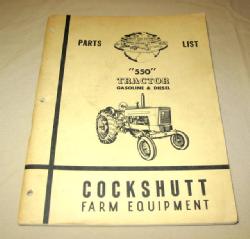 PARTS LIST
"550"
TRACTOR
GASOLINE & DIESEL
COCKSHUTT
FARM EQUIPMENT